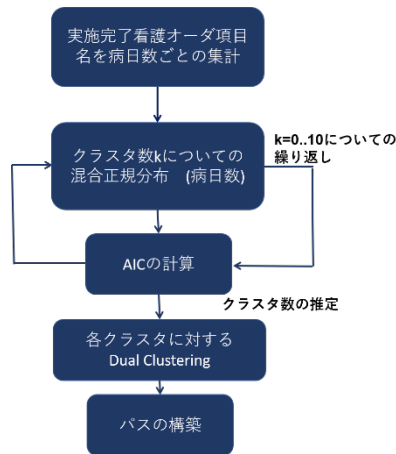 実施完了看護オーダ項目
名を病日数ごとの集計
k=0..10についての
繰り返し
クラスタ数kについての
混合正規分布 (病日数)
AICの計算
クラスタ数の推定
各クラスタに対する
Dual Clustering
パスの構築